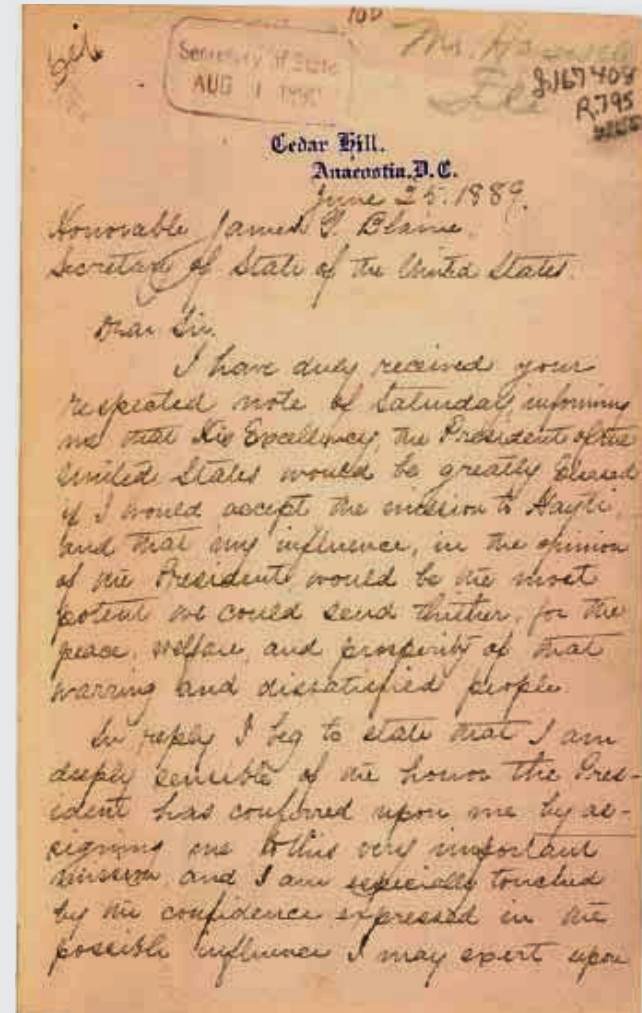 100
Secretary of State
AUG 1
Mr.
J167409
R.795
Cedar Hill.
Anacostia, D.C.
June 25. 1889.
Honorable James G. Blaine.
Secretary of State of the United States.
Dear Sir.
I have duly received your
respected note of Saturday, informing
me that His Excellency, the President of the
United States would be greatly pleased
if I would accept the mission to Hayti,
and that my influence, in the opinion
of the President, would be the most
potent we could send thither, for the
peace, welfare, and prosperity of that
warring and dissatisfied people.
In reply I beg to state that I am
deeply sensible of the honor the Pres-
ident has conferred upon me by as-
signing me to this very important
mission, and I am especially touched
by the confidence expressed in the
possible influence I may exert upon